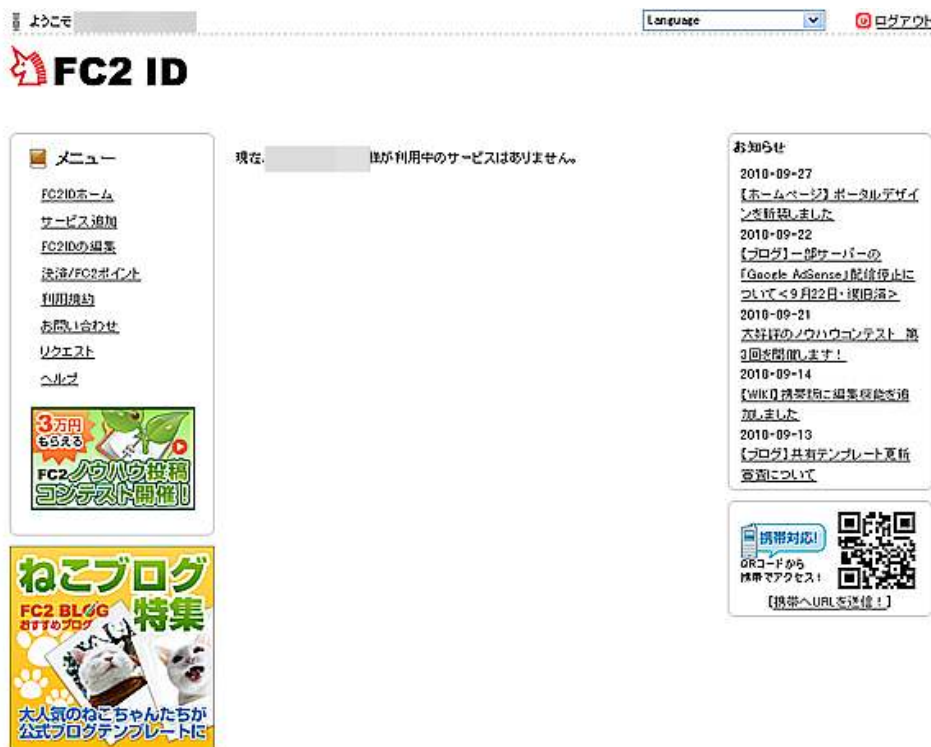 ようこそ
Language
ログアウト
FC2 ID
メニュー
FC2IDホーム
サービス追加
FC2IDの編集
決済/FC2ポイント
利用規約
お問い合わせ
リクエスト
ヘルプ
3万円
もらえる
FC2ノウハウ投稿
コンテスト開催!
ねこブログ
特集
FC2 BLOG
おすすめブログ
大人気のねこちゃんたちが
公式ブログテンプレートに
現在、
様が利用中のサービスはありません。
お知らせ
2010-09-27
【ホームページ】ポータルデザイ
ンを新装しました
2010-09-22
【ブログ】一部サーバーの
「Google AdSense」配信停止に
ついて<9月22日・復旧済>
2010-09-21
大好評のノウハウコンテスト 第
3回を開催します!
2010-09-14
【WIKI】携帯版に編集機能を追
加しました
2010-09-13
【ブログ】共有テンプレート更新
審査について
携帯対応!
QRコードから
携帯でアクセス!
[携帯へURLを送信!]